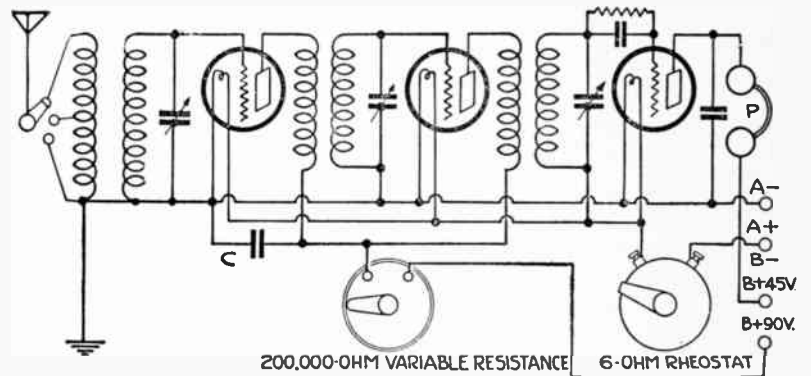 P
A-
A+
B-
B+45V.
B+90V.
C
200,000-OHM VARIABLE RESISTANCE
6-OHM RHEOSTAT